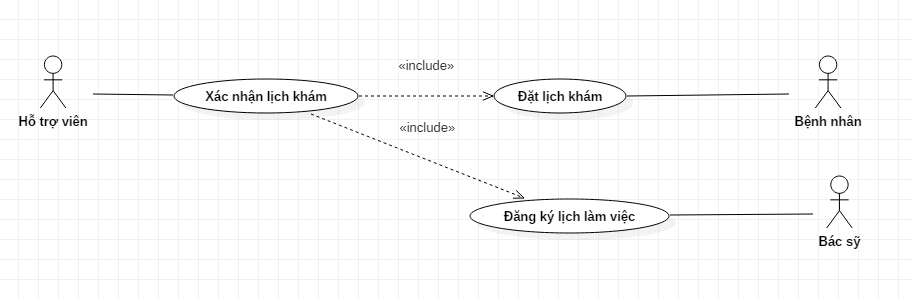 «include»
Xác nhận lịch khám
Đặt lịch khám
Hỗ trợ viên
Bệnh nhân
«include»
Đăng ký lịch làm việc
Bác sỹ